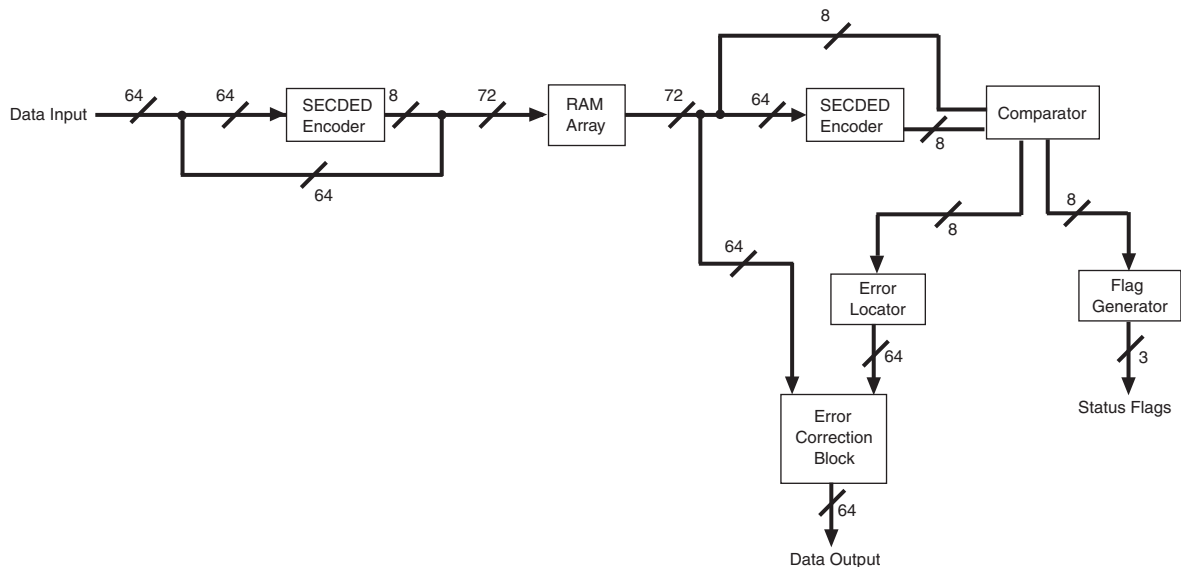 8
64
64
SECDED
Encoder
8
72
RAM
Array
72
64
SECDED
Encoder
8
Comparator
Data Input
64
8
8
64
Error
Locator
Flag
Generator
64
3
Status Flags
Error
Correction
Block
64
Data Output